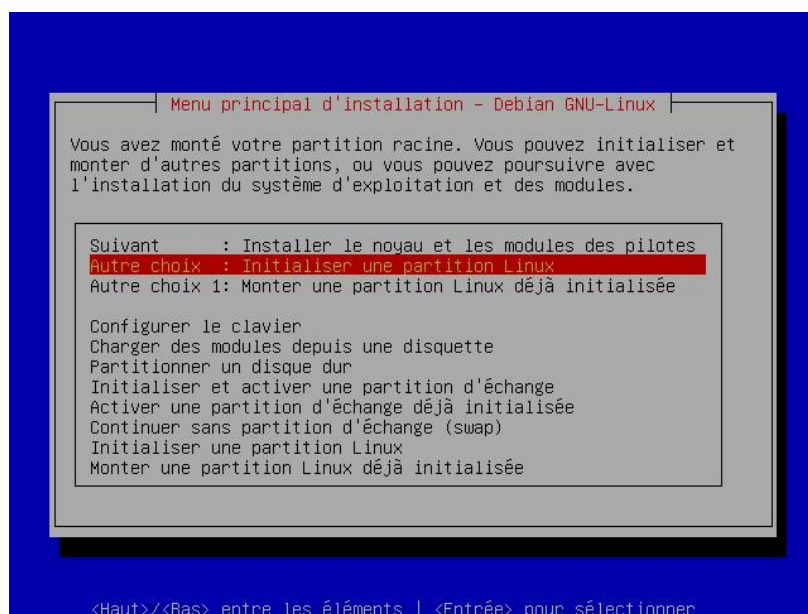 Menu principal d'installation - Debian GNU-Linux
Vous avez monté votre partition racine. Vous pouvez initialiser et
monter d'autres partitions, ou vous pouvez poursuivre avec
l'installation du système d'exploitation et des modules.
Suivant : Installer le noyau et les modules des pilotes
Autre choix : Initialiser une partition Linux
Autre choix 1: Monter une partition Linux déjà initialisée
Configurer le clavier
Charger des modules depuis une disquette
Partitionner un disque dur
Initialiser et activer une partition d'échange
Activer une partition d'échange déjà initialisée
Continuer sans partition d'échange (swap)
Initialiser une partition Linux
Monter une partition Linux déjà initialisée
<Haut>/<Bas> entre les éléments | <Entrée> pour sélectionner